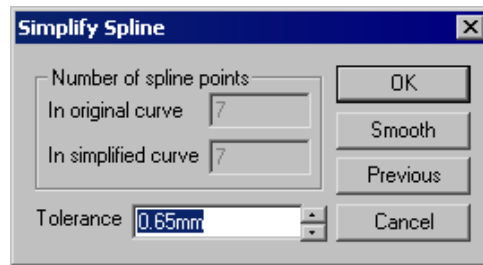 Simplify Spline
Number of spline points
In original curve 7
In simplified curve 7
Tolerance 0.65mm
OK
Smooth
Previous
Cancel